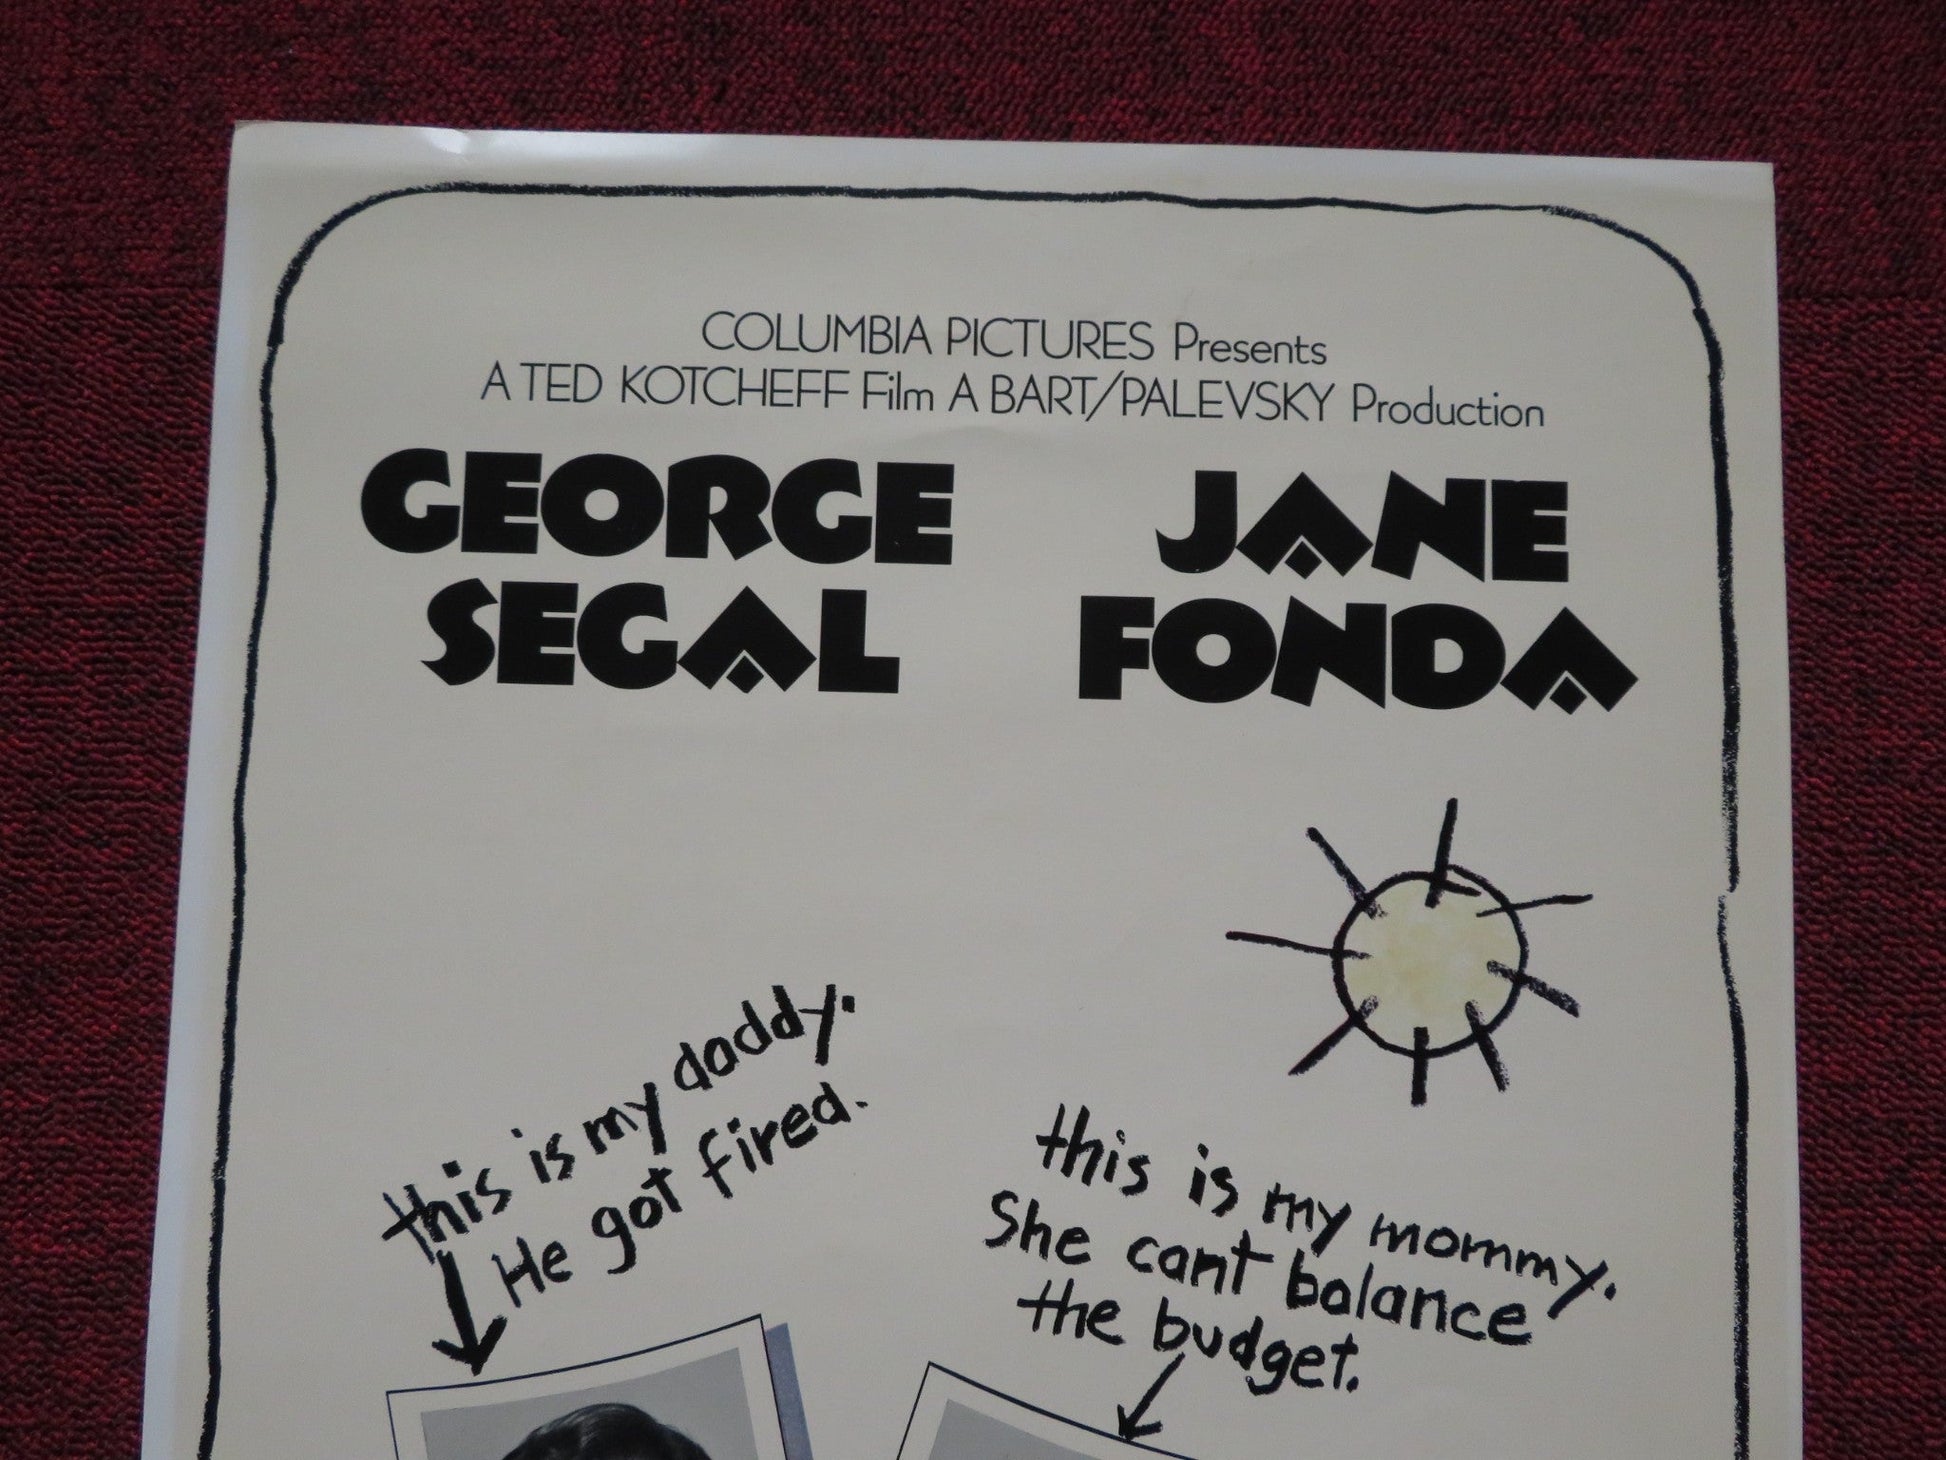 COLUMBIA PICTURES Presents
A TED KOTCHEFF Film A BART/PALEVSKY Production
GEORGE
SEGAL
JANE
FONDA
this is my daddy.
He got fired.
this is my mommy.
She cant balance
the budget.